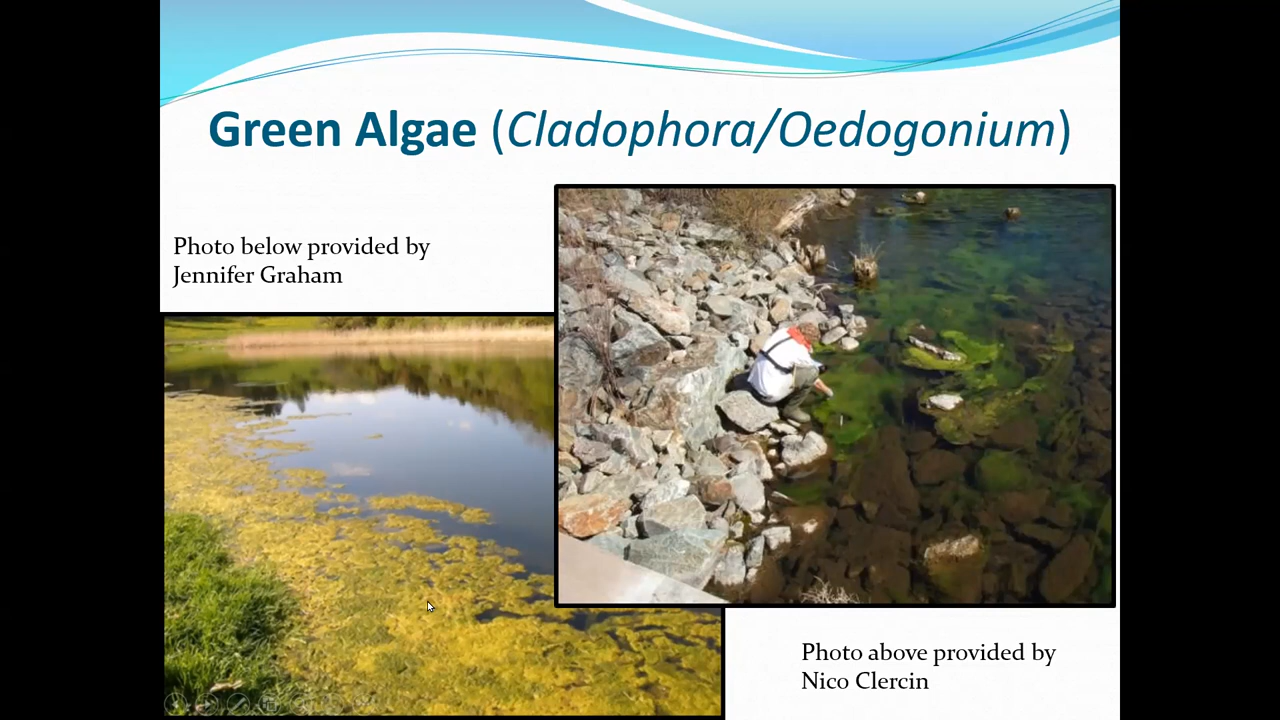 Green Algae (Cladophora/Oedogonium)
Photo below provided by
Jennifer Graham
Photo above provided by
Nico Clercin